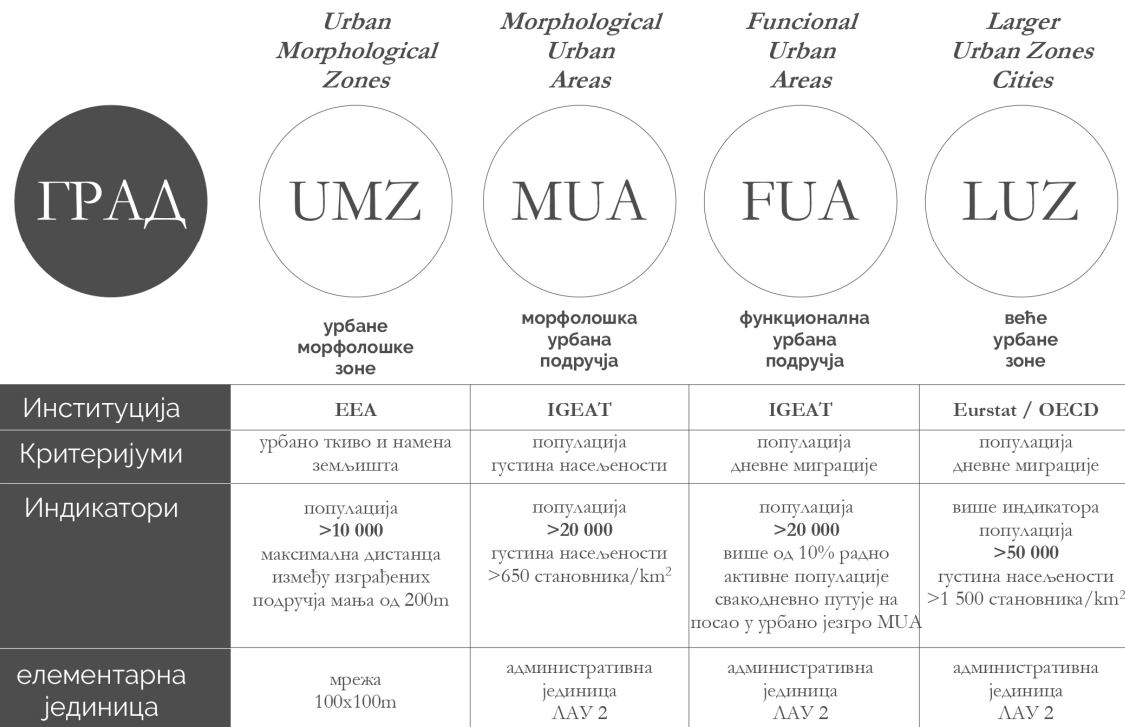 Urban
Morphological
Zones
Morphological
Urban
Areas
Funcional
Urban
Areas
Larger
Urban Zones
Cities
ГРАД
UMZ
MUA
FUA
LUZ
урбане
морфолошке
зоне
морфолошка
урбана
подручја
функционална
урбана
подручја
веће
урбане
зоне
Институција
EEA
IGEAT
IGEAT
Eurstat / OECD
Критеријуми
урбано ткиво и намена
земљишта
популација
густина насељености
популација
дневне миграције
популација
дневне миграције
Индикатори
популација
>10 000
максимална дистанца
између изграђених
подручја мања од 200m
популација
>20 000
густина насељености
>650 становника/km²
популација
>20 000
више од 10% радно
активне популације
свакодневно путује на
посао у урбано језгро MUA
више индикатора
популација
>50 000
густина насељености
>1 500 становника/km²
елементарна
јединица
мрежа
100x100m
административна
јединица
ЛАУ 2
административна
јединица
ЛАУ 2
административна
јединица
ЛАУ 2